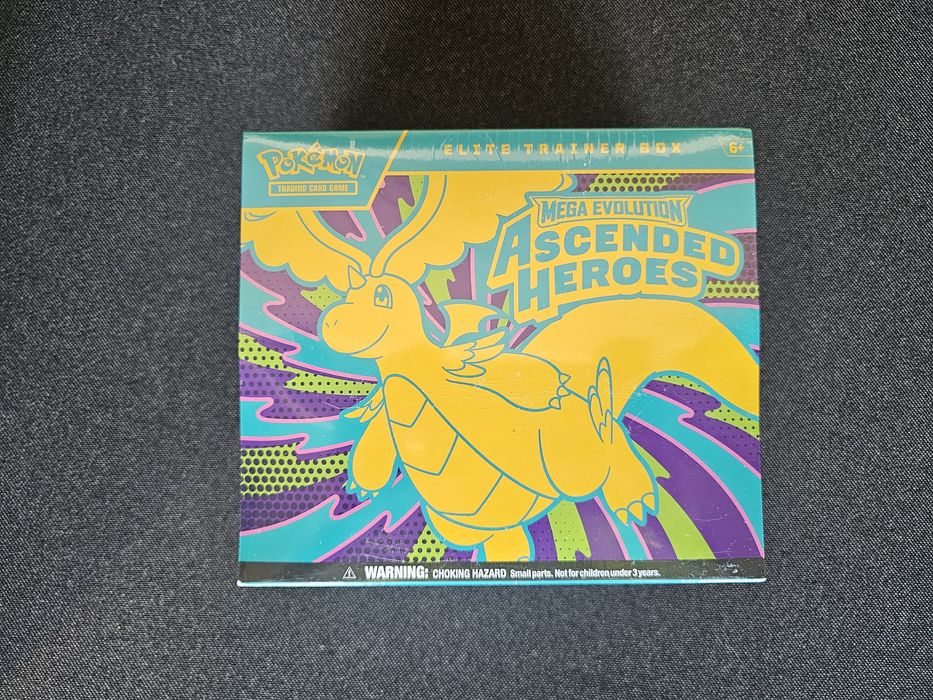 POKéMON
TRADING CARD GAME
ELITE TRAINER BOX
6+
MEGA EVOLUTION
ASCENDED
HEROES
⚠ WARNING: CHOKING HAZARD Small parts. Not for children under 3 years.